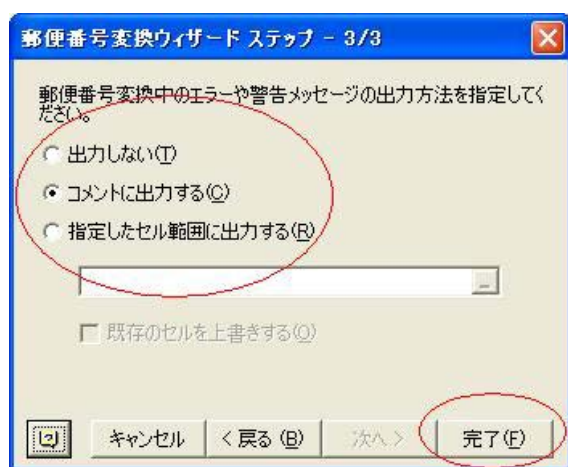 郵便番号変換ウィザード ステップ - 3/3
郵便番号変換中のエラーや警告メッセージの出力方法を指定してく
ださい。
出力しない(T)
コメントに出力する(C)
指定したセル範囲に出力する(R)
既存のセルを上書きする(O)
キャンセル
< 戻る (B)
次へ >
完了(F)